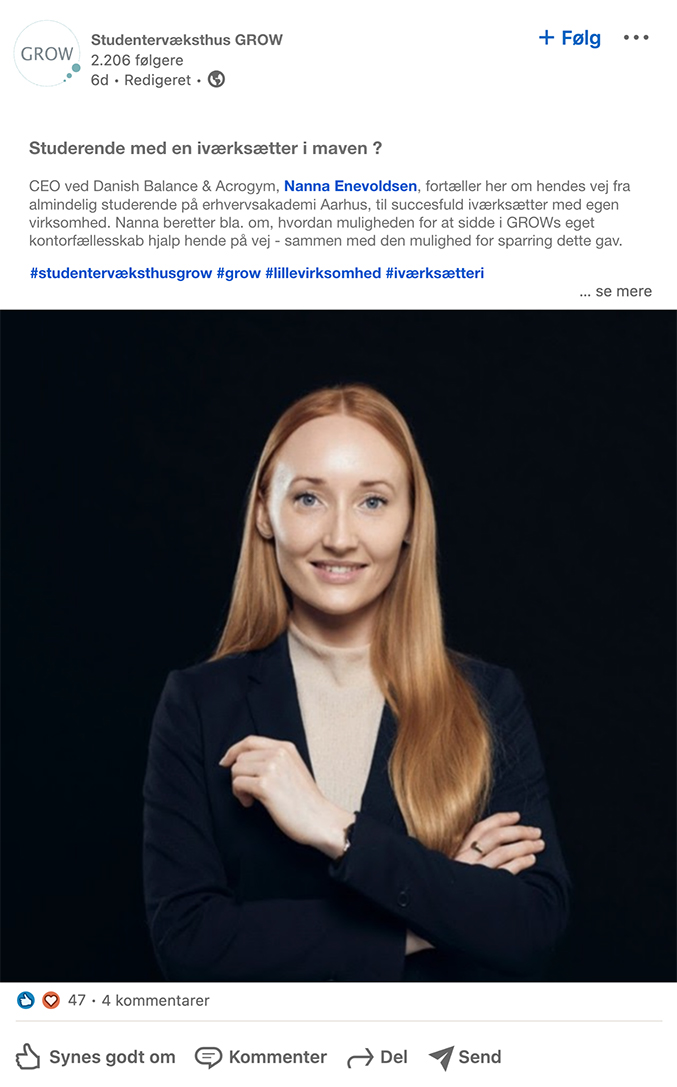 GROW
Studentervæksthus GROW
2.206 følgere
6d • Redigeret •
+ Følg
Studerende med en iværksætter i maven ?
CEO ved Danish Balance & Acrogym, Nanna Enevoldsen, fortæller her om hendes vej fra
almindelig studerende på erhvervsakademi Aarhus, til succesfuld iværksætter med egen
virksomhed. Nanna beretter bla. om, hvordan muligheden for at sidde i GROWs eget
kontorfællesskab hjalp hende på vej - sammen med den mulighed for sparring dette gav.
#studentervæksthusgrow #grow #lillevirksomhed #iværksætteri
... se mere
47 • 4 kommentarer
Synes godt om
Kommenter
Del
Send